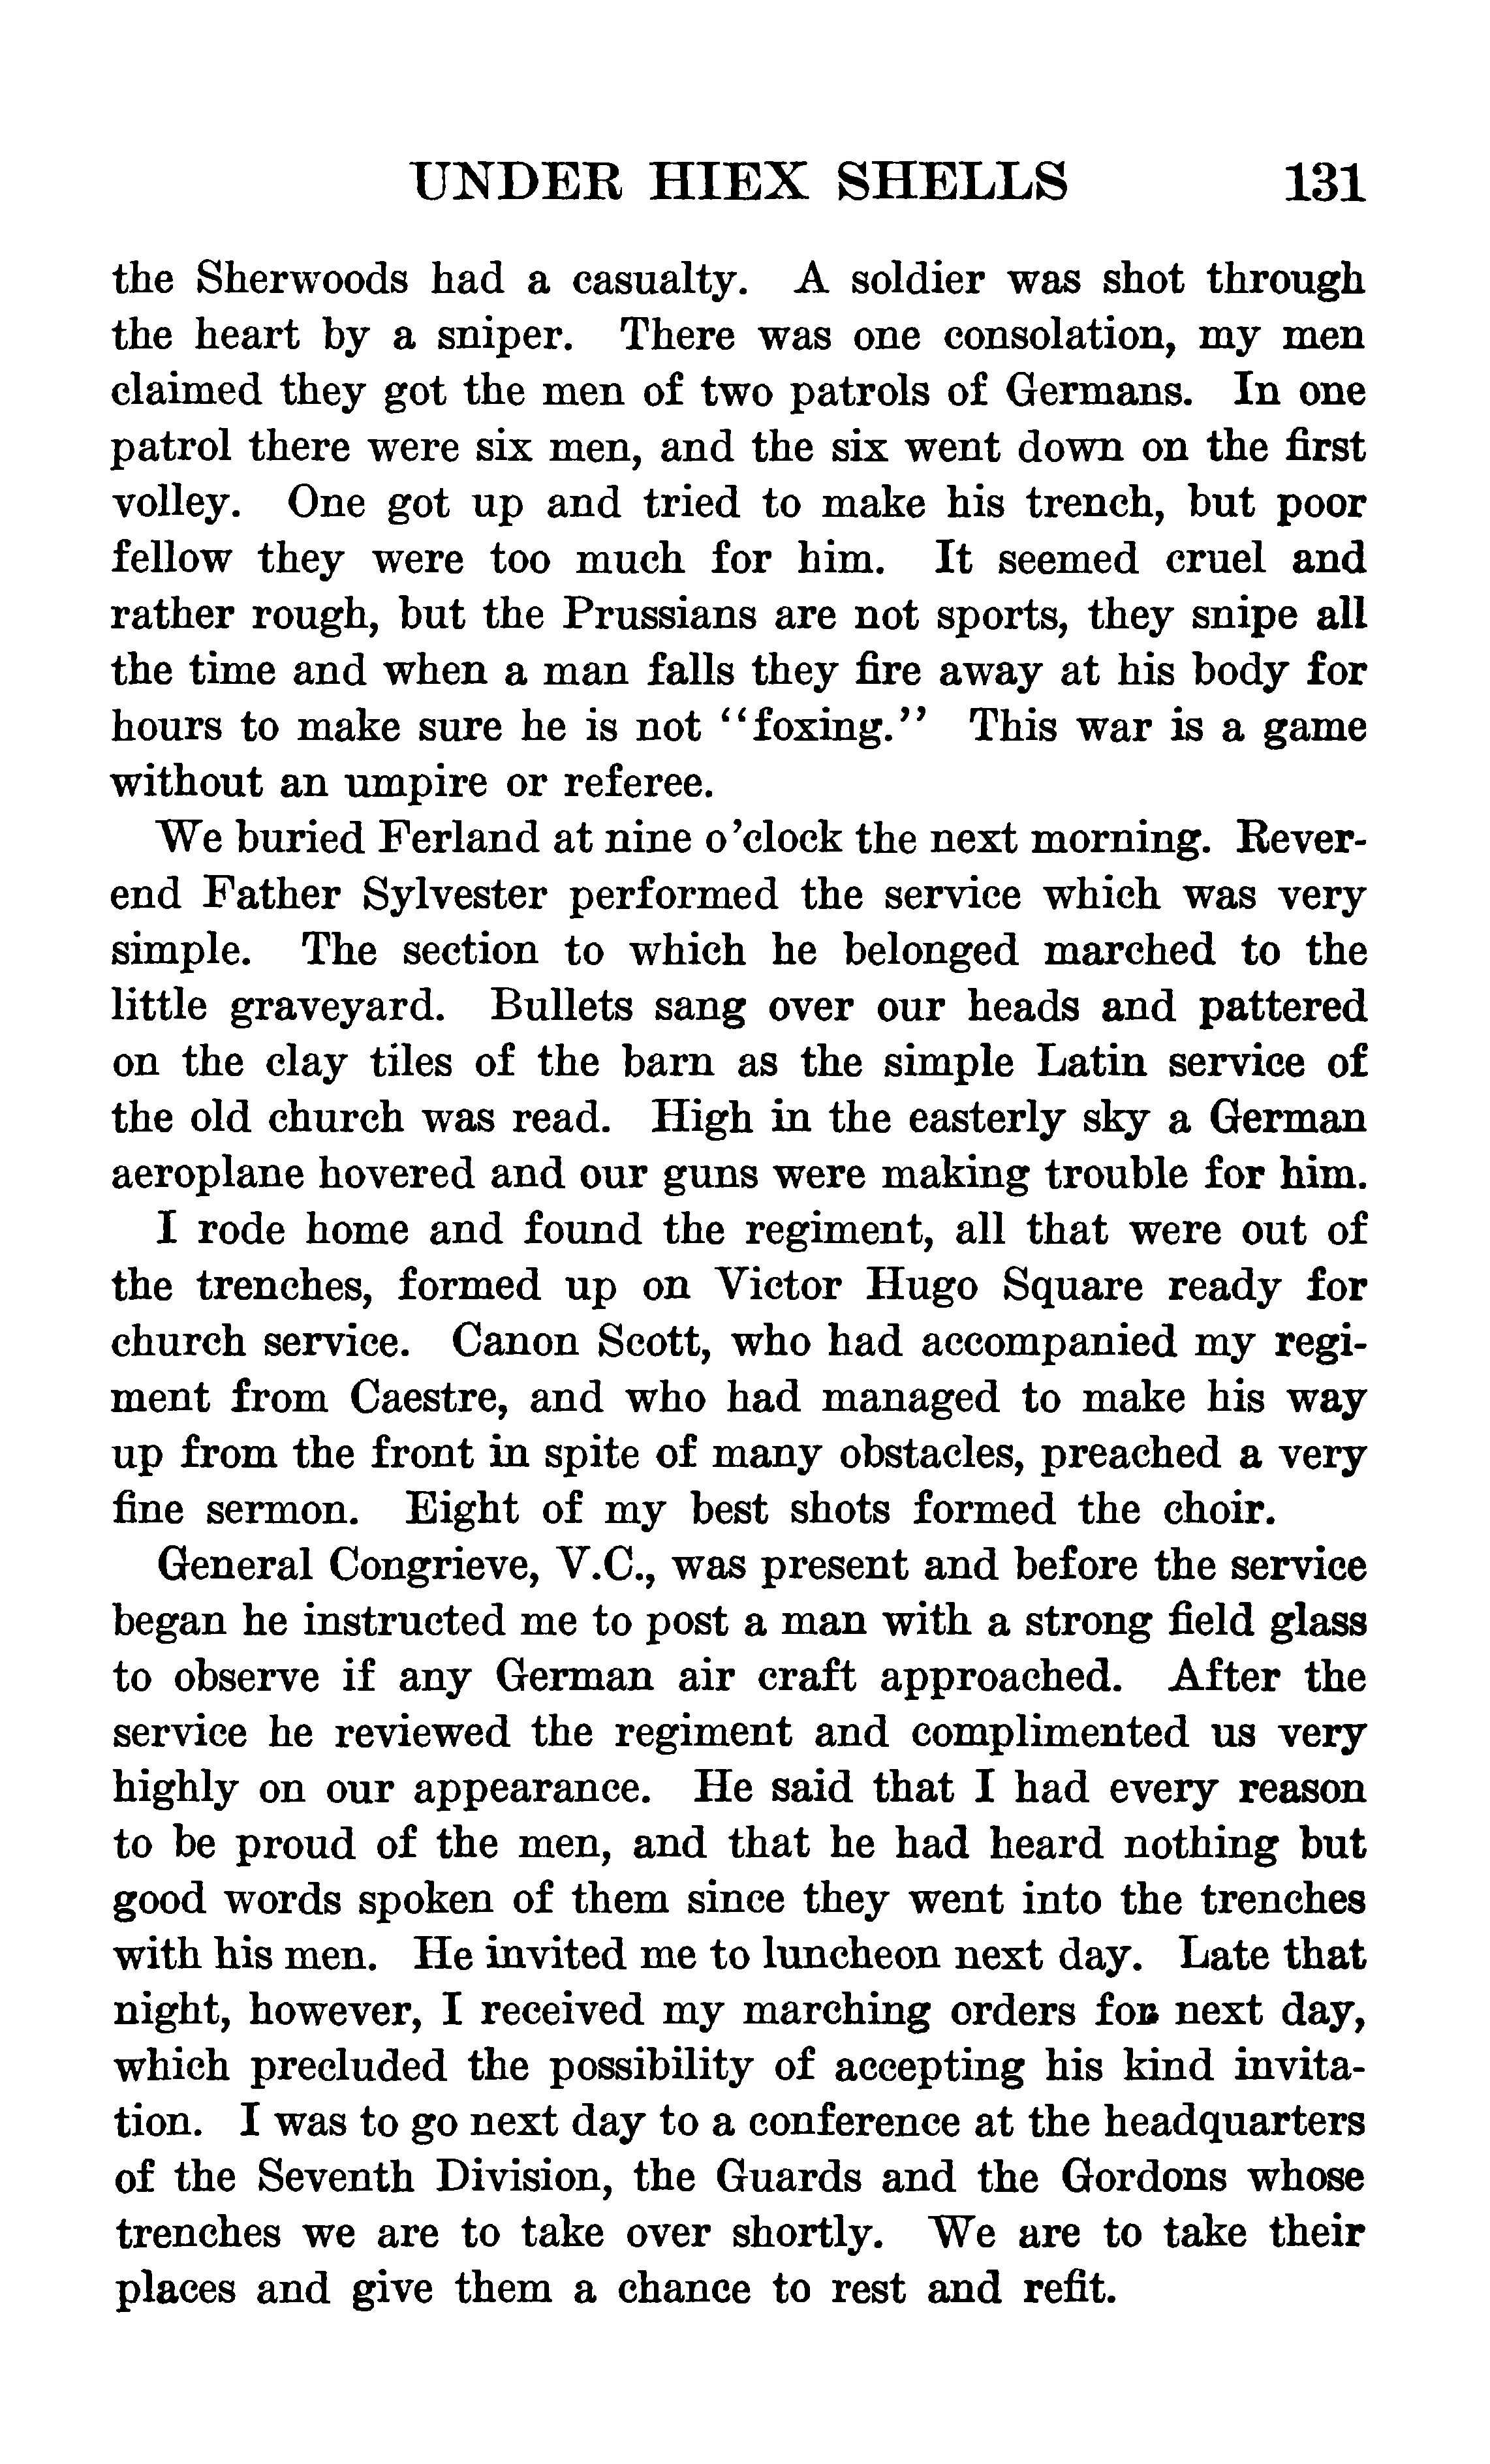 UNDER HIEX SHELLS 131
the Sherwoods had a casualty. A soldier was shot through
the heart by a sniper. There was one consolation, my men
claimed they got the men of two patrols of Germans. In one
patrol there were six men, and the six went down on the first
volley. One got up and tried to make his trench, but poor
fellow they were too much for him. It seemed cruel and
rather rough, but the Prussians are not sports, they snipe all
the time and when a man falls they fire away at his body for
hours to make sure he is not "foxing." This war is a game
without an umpire or referee.
We buried Ferland at nine o'clock the next morning. Rever-
end Father Sylvester performed the service which was very
simple. The section to which he belonged marched to the
little graveyard. Bullets sang over our heads and pattered
on the clay tiles of the barn as the simple Latin service of
the old church was read. High in the easterly sky a German
aeroplane hovered and our guns were making trouble for him.
I rode home and found the regiment, all that were out of
the trenches, formed up on Victor Hugo Square ready for
church service. Canon Scott, who had accompanied my regi-
ment from Caestre, and who had managed to make his way
up from the front in spite of many obstacles, preached a very
fine sermon. Eight of my best shots formed the choir.
General Congrieve, V.C., was present and before the service
began he instructed me to post a man with a strong field glass
to observe if any German air craft approached. After the
service he reviewed the regiment and complimented us very
highly on our appearance. He said that I had every reason
to be proud of the men, and that he had heard nothing but
good words spoken of them since they went into the trenches
with his men. He invited me to luncheon next day. Late that
night, however, I received my marching orders for next day,
which precluded the possibility of accepting his kind invita-
tion. I was to go next day to a conference at the headquarters
of the Seventh Division, the Guards and the Gordons whose
trenches we are to take over shortly. We are to take their
places and give them a chance to rest and refit.